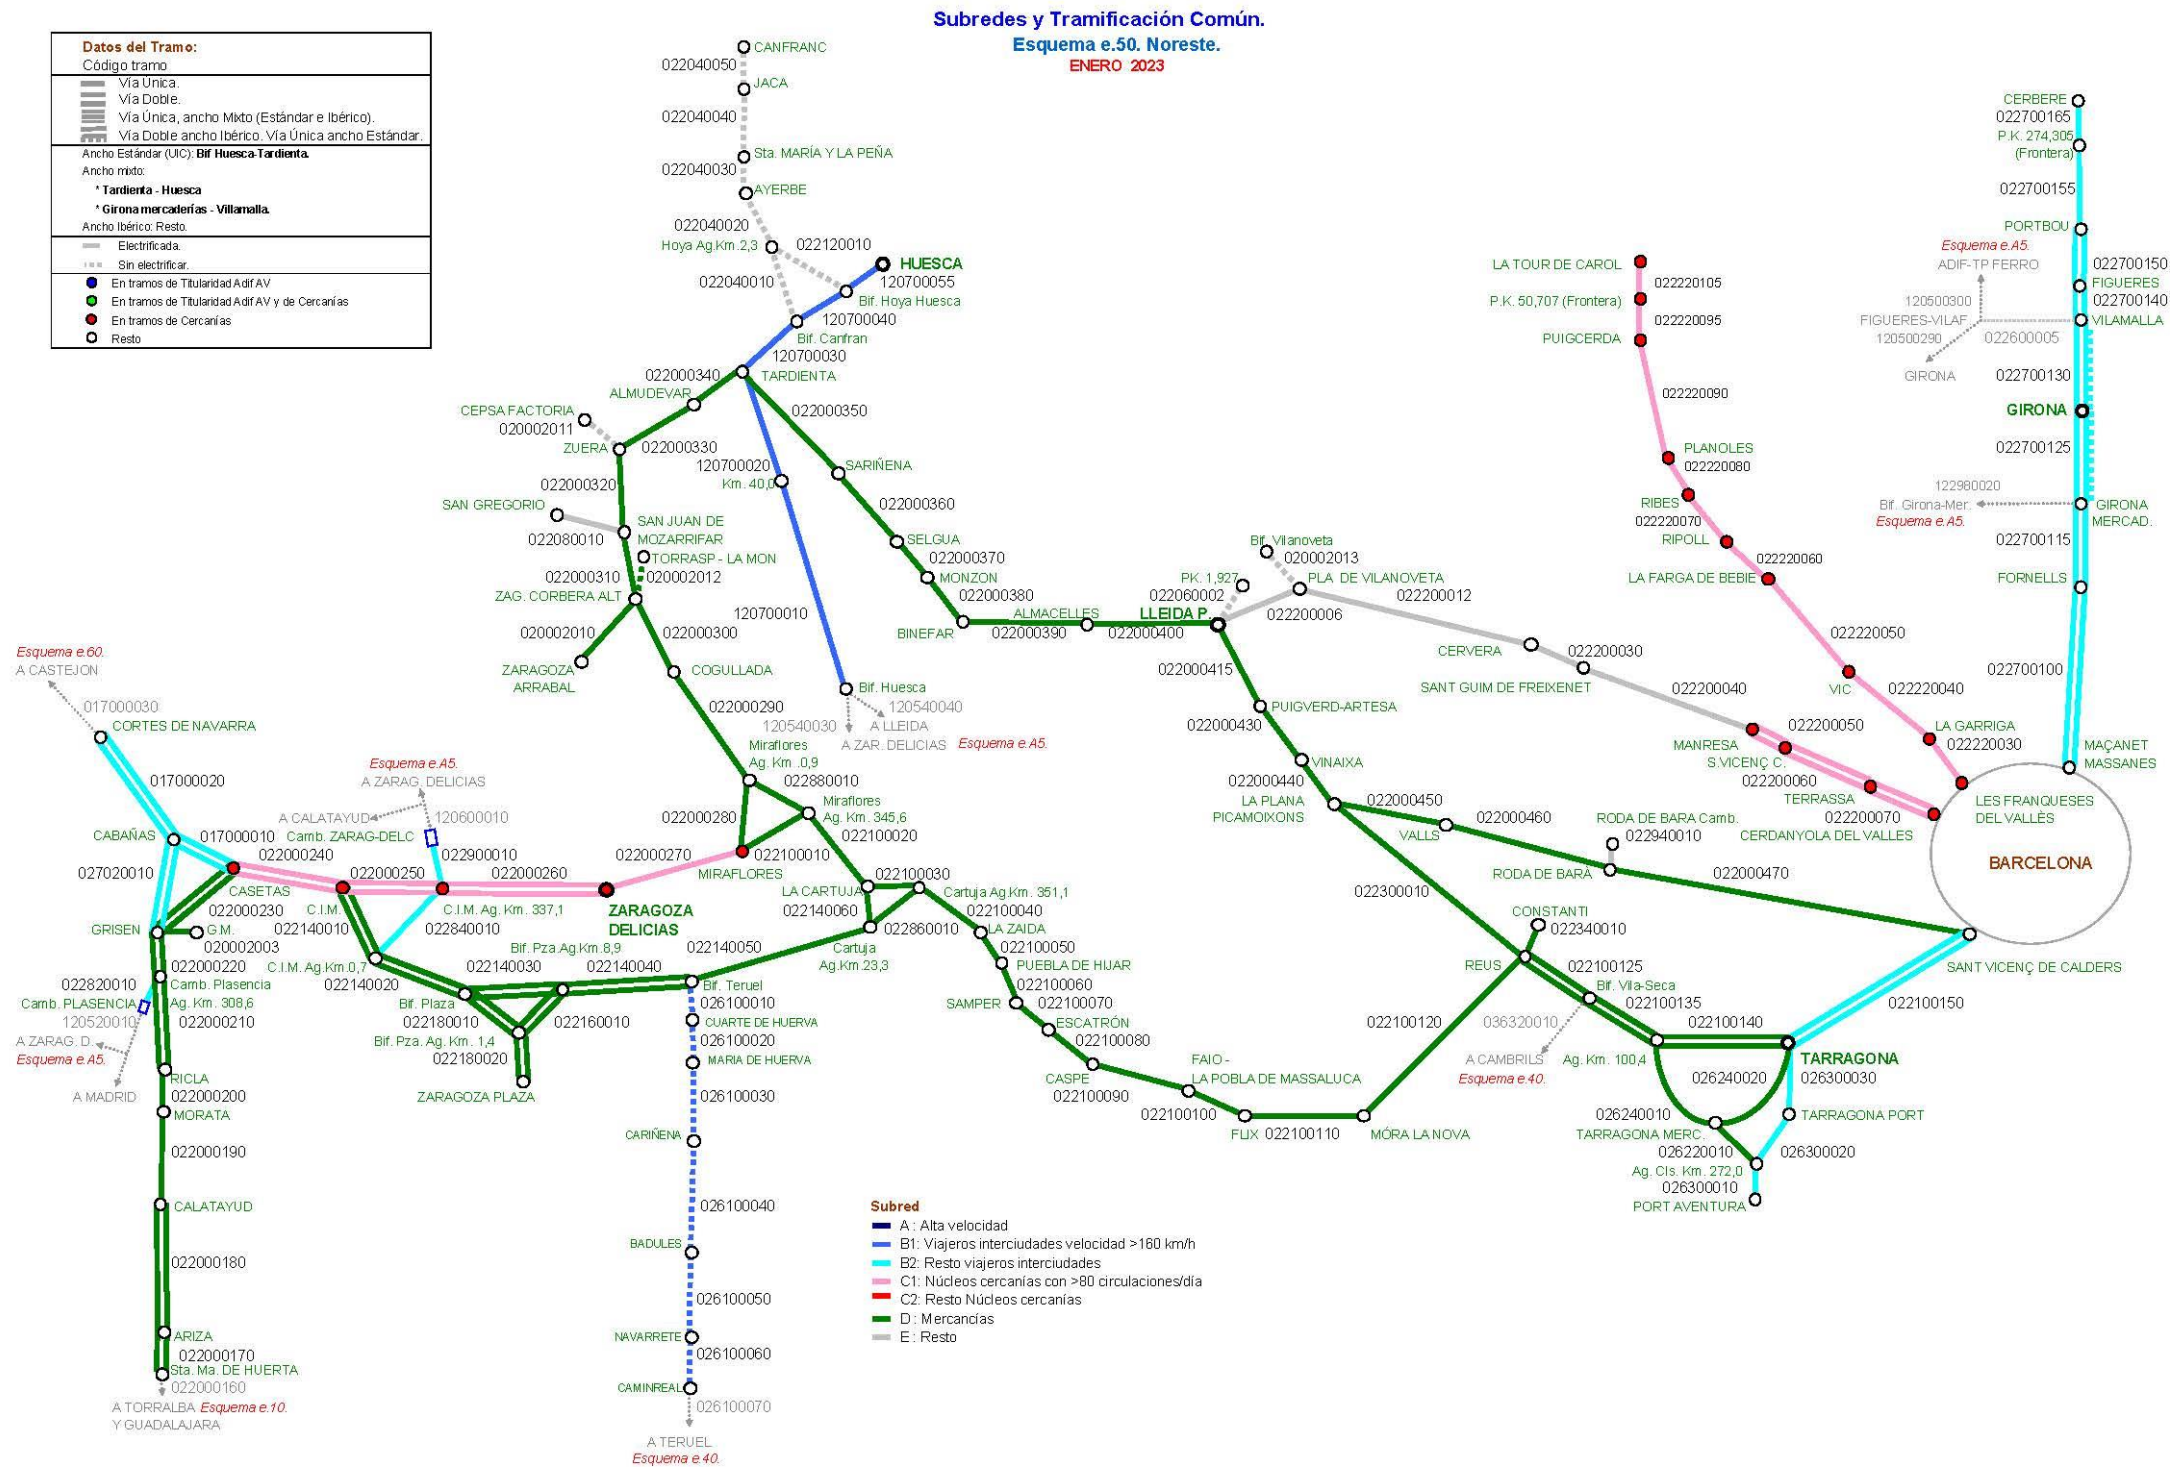 Subredes y Tramificación Común.
Esquema e.50. Noreste.
ENERO 2023
Datos del Tramo:
Código tramo
Vía Única.
Vía Doble.
Vía Única, ancho Mixto (Estándar e Ibérico).
Vía Doble ancho Ibérico. Vía Única ancho Estándar.
Ancho Estándar (UIC): Bif Huesca-Tardienta.
Ancho mixto:
* Tardienta - Huesca
* Girona mercaderías - Villamalla.
Ancho Ibérico: Resto.
Electrificada.
Sin electrificar.
En tramos de Titularidad Adif AV
En tramos de Titularidad Adif AV y de Cercanías
En tramos de Cercanías
Resto
CANFRANC
022040050
JACA
022040040
Sta. MARÍA Y LA PEÑA
022040030
AYERBE
022040020
Hoya Ag.Km.2,3
022120010
HUESCA
022040010
120700055
Bif. Hoya Huesca
120700040
Bif. Canfran
120700030
TARDIENTA
022000340
ALMUDEVAR
022000350
CEPSA FACTORIA
020002011
ZUERA
022000330
120700020
Km. 40,0
SARIÑENA
022000320
022000360
SAN GREGORIO
022080010
SAN JUAN DE
MOZARRIFAR
TORRASP - LA MON
022000310
020002012
ZAG. CORBERA ALT
120700010
SELGUA
022000370
MONZON
022000380
BINEFAR
022000390
ALMACELLES
022000400
LLEIDA P.
020002010
022000300
ZARAGOZA
ARRABAL
COGULLADA
022000290
Bif. Huesca
120540030
120540040
A LLEIDA
A ZAR. DELICIAS
Esquema e.A5.
Bif. Vilanoveta
020002013
PK. 1,927
022060002
PLA DE VILANOVETA
022200012
022200006
CERVERA
022200030
SANT GUIM DE FREIXENET
022200040
022200050
MANRESA
S.VICENÇ C.
022200060
TERRASSA
022200070
CERDANYOLA DEL VALLES
022000415
PUIGVERD-ARTESA
022000430
VINAIXA
022000440
LA PLANA
PICAMOIXONS
022000450
VALLS
022000460
RODA DE BARA Camb.
022940010
RODA DE BARA
022000470
022300010
LA TOUR DE CAROL
022220105
P.K. 50,707 (Frontera)
022220095
PUIGCERDA
022220090
PLANOLES
022220080
RIBES
022220070
RIPOLL
022220060
LA FARGA DE BEBIE
022220050
VIC
022220040
LA GARRIGA
022220030
LES FRANQUESES
DEL VALLÈS
BARCELONA
CERBERE
022700165
P.K. 274,305
(Frontera)
022700155
PORTBOU
Esquema e.A5.
ADIF-TP FERRO
022700150
FIGUERES
022700140
120500300
FIGUERES-VILAF
VILAMALLA
120500290
022600005
GIRONA
022700130
GIRONA
022700125
122980020
Bif. Girona-Mer.
Esquema e.A5.
GIRONA
MERCAD.
022700115
FORNELLS
022700100
MAÇANET
MASSANES
Esquema e.60.
A CASTEJON
017000030
CORTES DE NAVARRA
017000020
CABAÑAS
017000010
027020010
022000240
CASETAS
022000230
GRISEN
G.M.
020002003
022000220
Camb. Plasencia
Ag. Km. 308,6
022820010
Camb. PLASENCIA
120520010
022000210
A ZARAG. D.
Esquema e.A5.
A MADRID
RICLA
022000200
MORATA
022000190
CALATAYUD
022000180
ARIZA
022000170
Sta. Ma. DE HUERTA
022000160
A TORRALBA Esquema e.10.
Y GUADALAJARA
Esquema e.A5.
A ZARAG. DELICIAS
A CALATAYUD
120600010
Camb. ZARAG-DELC
022900010
022000250
022000260
022000270
C.I.M.
C.I.M. Ag. Km. 337,1
022140010
022840010
C.I.M. Ag.Km.0,7
022140020
ZARAGOZA
DELICIAS
Miraflores
Ag. Km. .0,9
022880010
Miraflores
Ag. Km. 345,6
022000280
022100020
022100010
MIRAFLORES
LA CARTUJA
022100030
Cartuja Ag.Km. 351,1
022140060
022860010
Cartuja
Ag.Km.23,3
Bif. Pza.Ag.Km.8,9
022140030
022140040
022140050
Bif. Plaza
022180010
022160010
Bif. Pza. Ag. Km. 1,4
022180020
ZARAGOZA PLAZA
Bif. Teruel
026100010
CUARTE DE HUERVA
026100020
MARIA DE HUERVA
026100030
CARIÑENA
026100040
BADULES
026100050
NAVARRETE
026100060
CAMINREAL
026100070
A TERUEL
Esquema e.40.
022100040
LA ZAIDA
022100050
PUEBLA DE HIJAR
022100060
SAMPER
022100070
ESCATRÓN
022100080
CASPE
022100090
FAIO -
LA POBLA DE MASSALUCA
022100100
FLIX
022100110
MÓRA LA NOVA
022100120
CONSTANTI
022340010
REUS
022100125
Bif. Vila-Seca
022100135
036320010
A CAMBRILS
Esquema e.40.
Ag. Km. 100,4
022100140
SANT VICENÇ DE CALDERS
022100150
TARRAGONA
026240020
026300030
026240010
TARRAGONA MERC.
TARRAGONA PORT
026220010
026300020
Ag. Cls. Km. 272,0
026300010
PORT AVENTURA
Subred
A : Alta velocidad
B1: Viajeros interciudades velocidad >160 km/h
B2: Resto viajeros interciudades
C1: Núcleos cercanías con >80 circulaciones/día
C2: Resto Núcleos cercanías
D : Mercancías
E : Resto